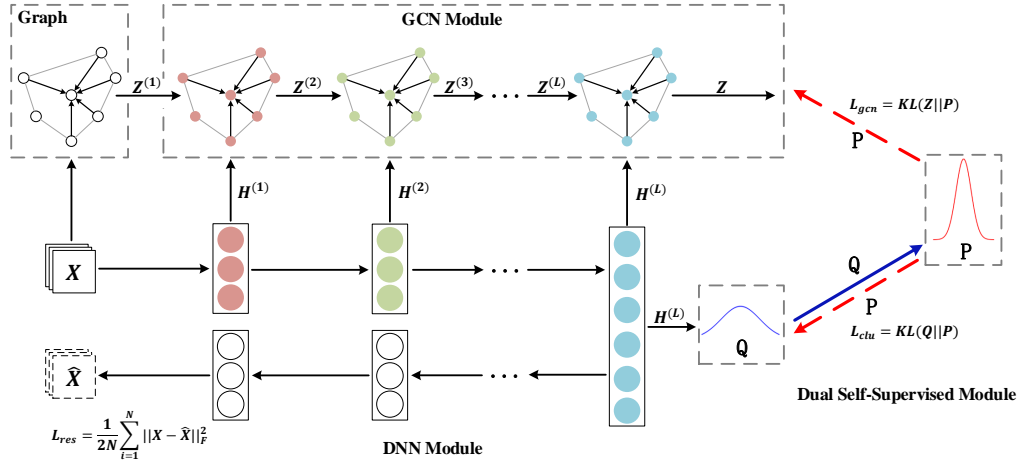 Graph
GCN Module
Z^(1)
Z^(2)
Z^(3)
. . .
Z^(L)
Z
L_gcn = KL(Z||P)
P
H^(1)
H^(2)
H^(L)
P
X
. . .
Q
P
H^(L)
L_clu = KL(Q||P)
Q
X̂
. . .
Dual Self-Supervised Module
L_res = 1/2N ∑_{i=1}^{N} ||X − X̂||_F^2
DNN Module